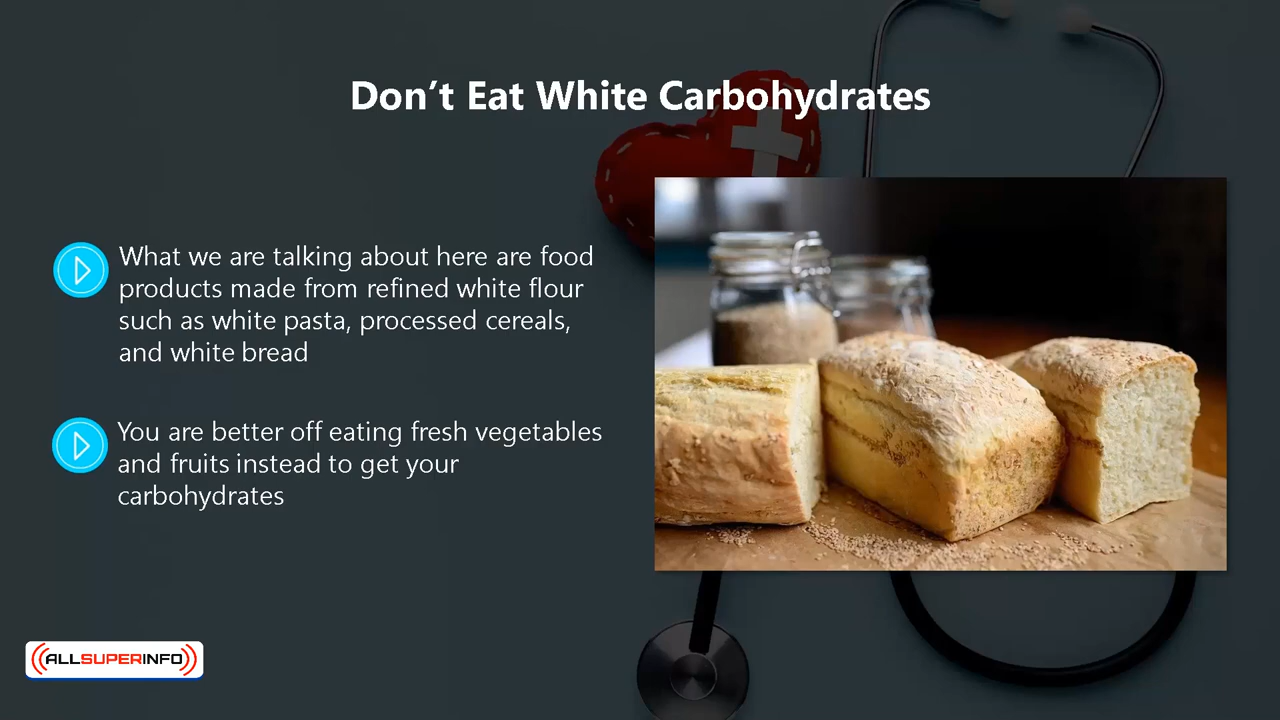 Don’t Eat White Carbohydrates
What we are talking about here are food
products made from refined white flour
such as white pasta, processed cereals,
and white bread
You are better off eating fresh vegetables
and fruits instead to get your
carbohydrates
ALLSUPERINFO